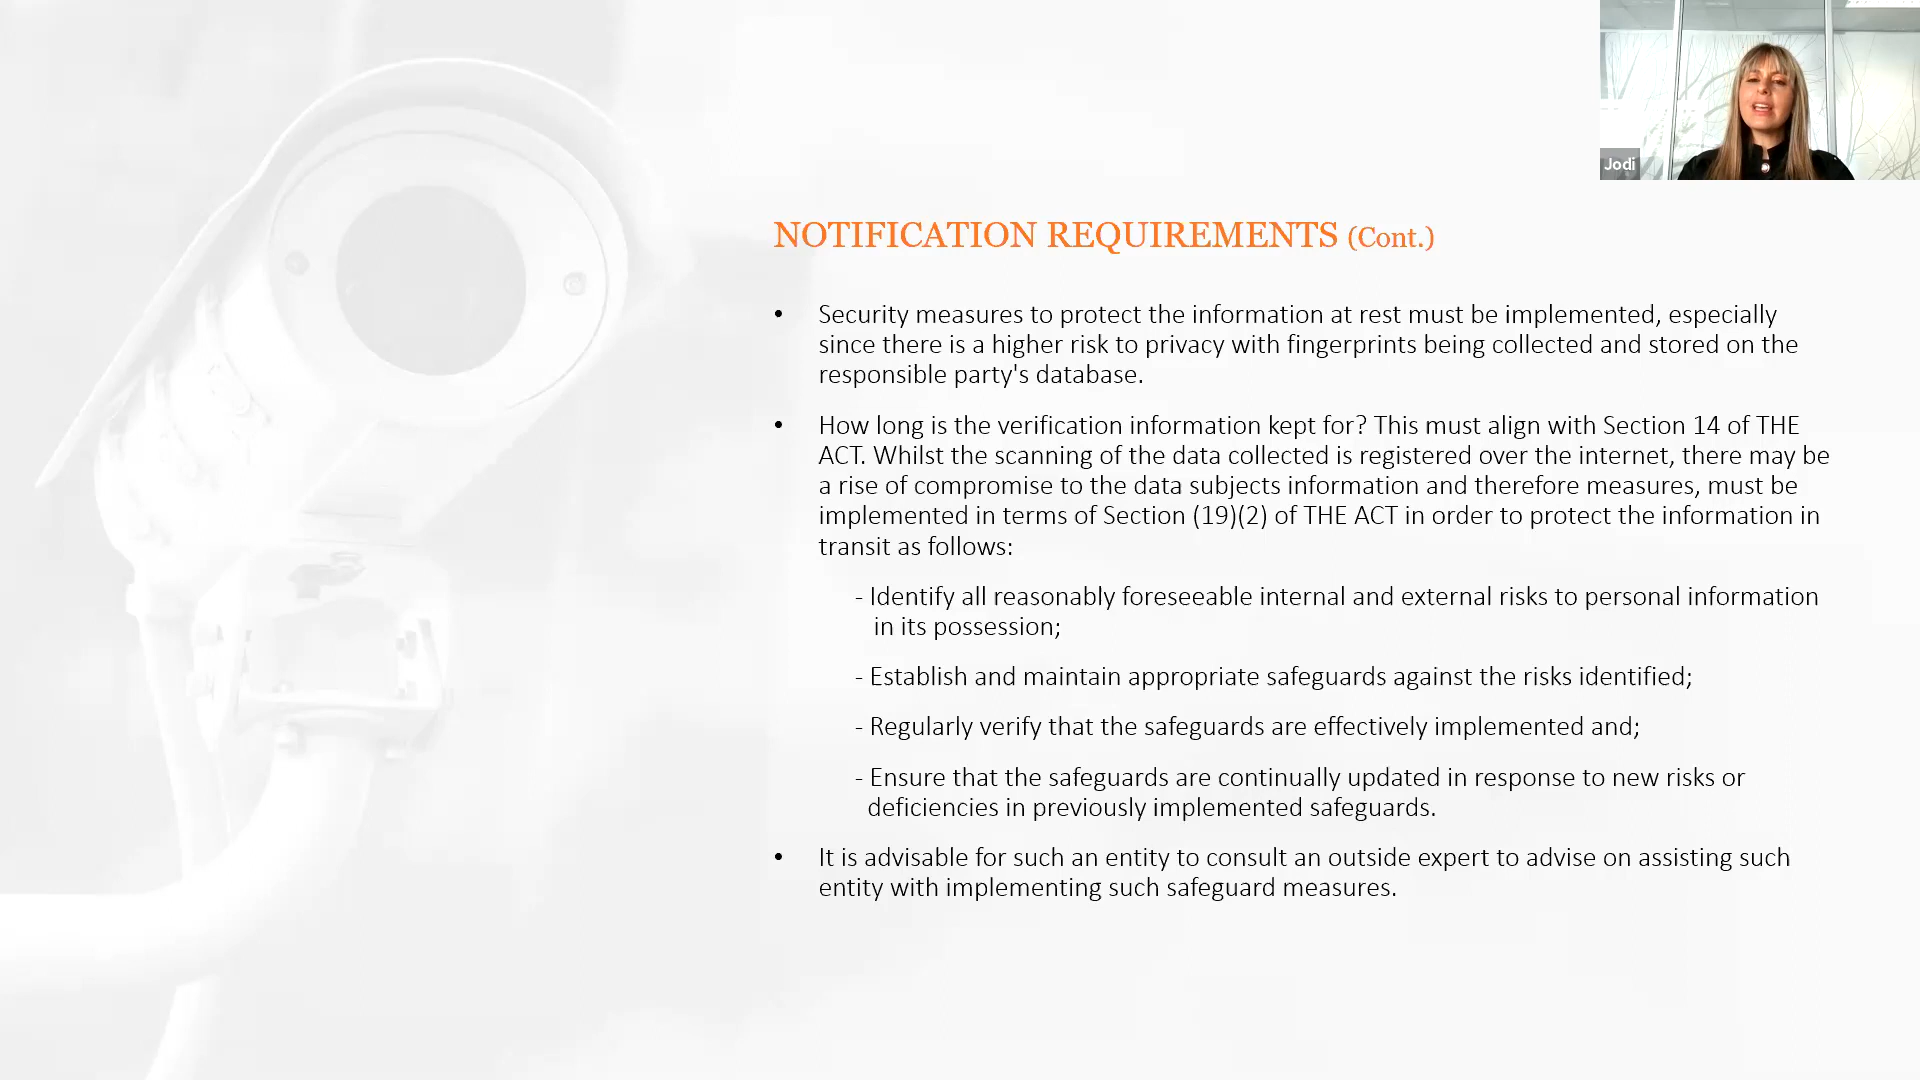 Jodi
NOTIFICATION REQUIREMENTS (Cont.)
• Security measures to protect the information at rest must be implemented, especially
since there is a higher risk to privacy with fingerprints being collected and stored on the
responsible party's database.
• How long is the verification information kept for? This must align with Section 14 of THE
ACT. Whilst the scanning of the data collected is registered over the internet, there may be
a rise of compromise to the data subjects information and therefore measures, must be
implemented in terms of Section (19)(2) of THE ACT in order to protect the information in
transit as follows:
- Identify all reasonably foreseeable internal and external risks to personal information
in its possession;
- Establish and maintain appropriate safeguards against the risks identified;
- Regularly verify that the safeguards are effectively implemented and;
- Ensure that the safeguards are continually updated in response to new risks or
deficiencies in previously implemented safeguards.
• It is advisable for such an entity to consult an outside expert to advise on assisting such
entity with implementing such safeguard measures.